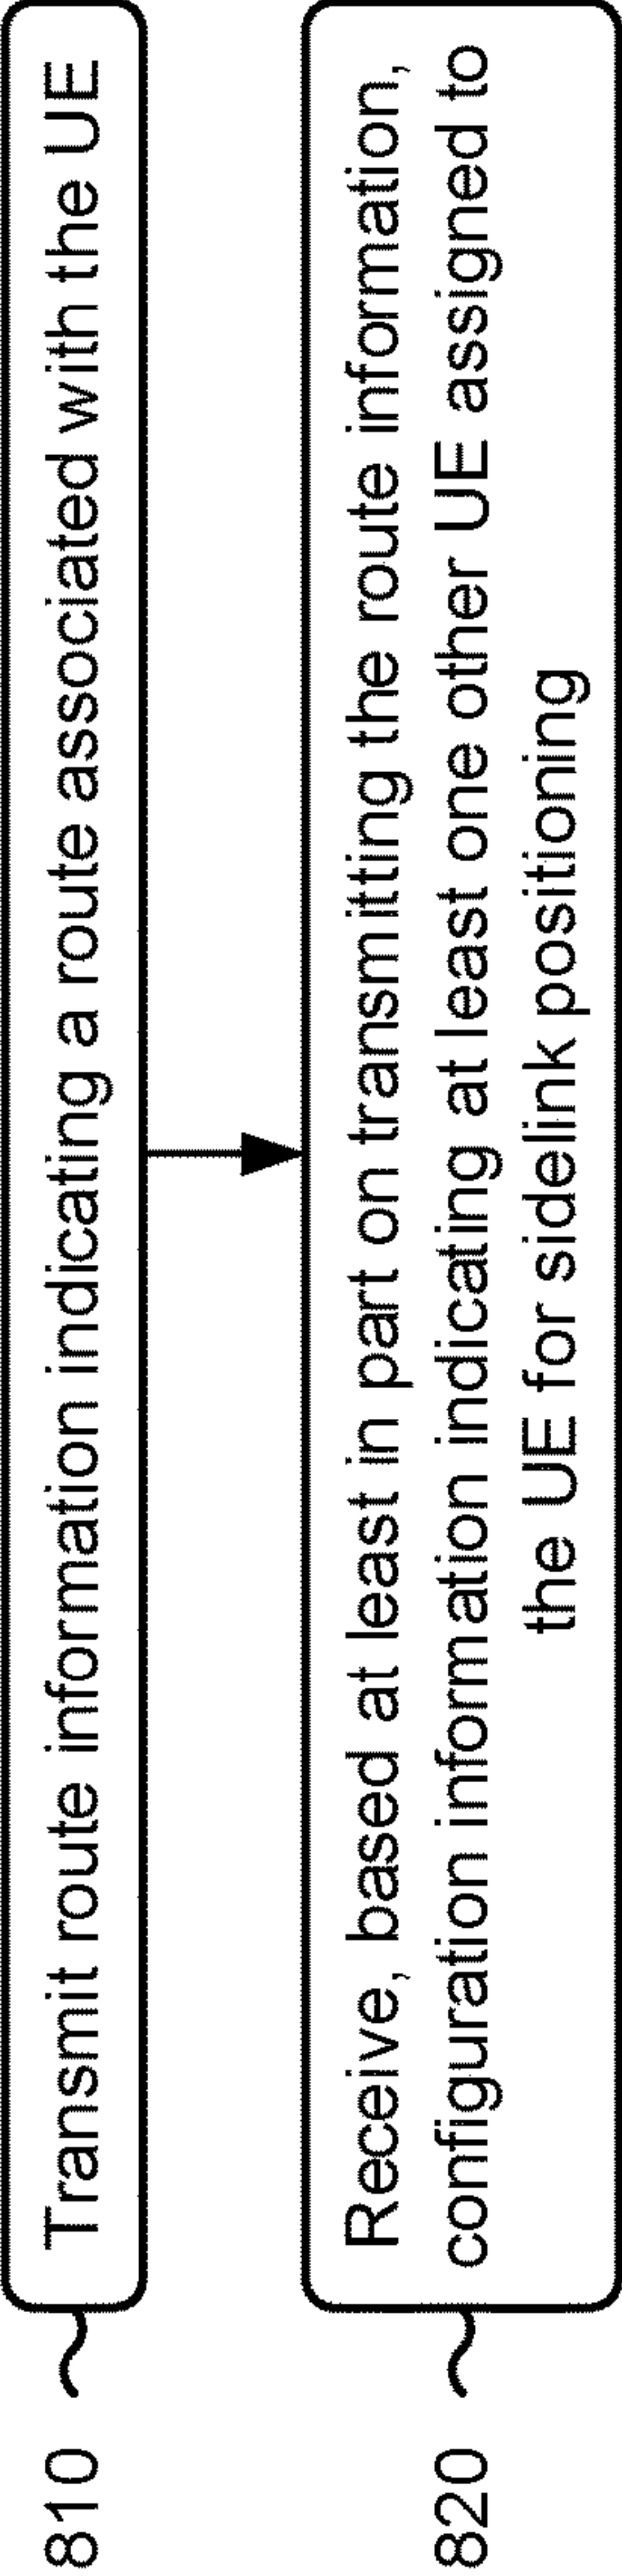 810
Transmit route information indicating a route associated with the UE
820
Receive, based at least in part on transmitting the route information,
configuration information indicating at least one other UE assigned to
the UE for sidelink positioning